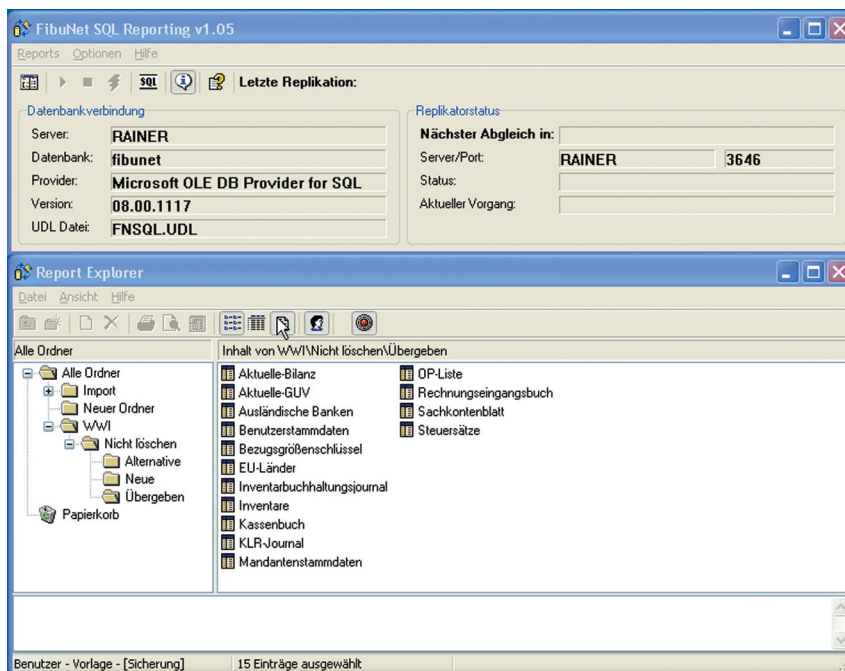 FibuNet SQL Reporting v1.05
Reports Optionen Hilfe
SQL Letzte Replikation:
Datenbankverbindung
Server: RAINER
Datenbank: fibunet
Provider: Microsoft OLE DB Provider for SQL
Version: 08.00.1117
UDL Datei: FNSQL.UDL
Replikatorstatus
Nächster Abgleich in:
Server/Port: RAINER 3646
Status:
Aktueller Vorgang:
Report Explorer
Datei Ansicht Hilfe
Alle Ordner
Alle Ordner
Import
Neuer Ordner
WWI
Nicht löschen
Alternative
Neue
Übergeben
Papierkorb
Inhalt von WWI\Nicht löschen\Übergeben
Aktuelle-Bilanz
Aktuelle-GUV
Ausländische Banken
Benutzerstammdaten
Bezugsgrößenschlüssel
EU-Länder
Inventarbuchhaltungsjournal
Inventare
Kassenbuch
KLR-Journal
Mandantenstammdaten
OP-Liste
Rechnungseingangsbuch
Sachkontenblatt
Steuersätze
Benutzer - Vorlage - [Sicherung] 15 Einträge ausgewählt